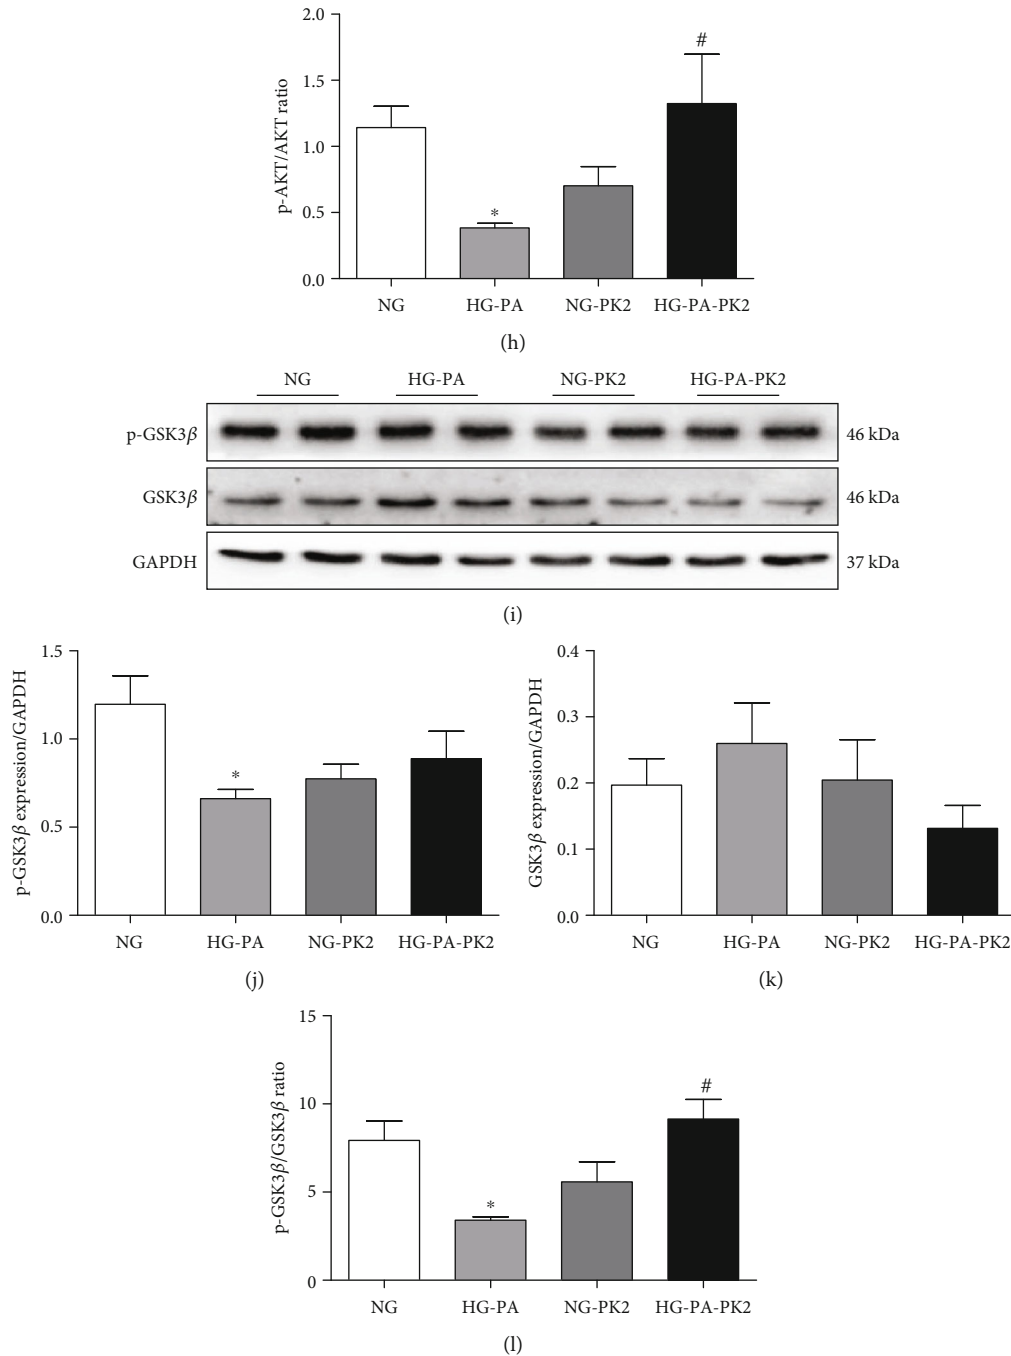 2.0
1.5
1.0
0.5
0.0
p-AKT/AKT ratio
*
#
NG HG-PA NG-PK2 HG-PA-PK2
(h)
NG HG-PA NG-PK2 HG-PA-PK2
p-GSK3β 46 kDa
GSK3β 46 kDa
GAPDH 37 kDa
(i)
1.5
1.0
0.5
0.0
p-GSK3β expression/GAPDH
*
NG HG-PA NG-PK2 HG-PA-PK2
(j)
0.4
0.3
0.2
0.1
0.0
GSK3β expression/GAPDH
NG HG-PA NG-PK2 HG-PA-PK2
(k)
15
10
5
0
p-GSK3β/GSK3β ratio
*
#
NG HG-PA NG-PK2 HG-PA-PK2
(l)